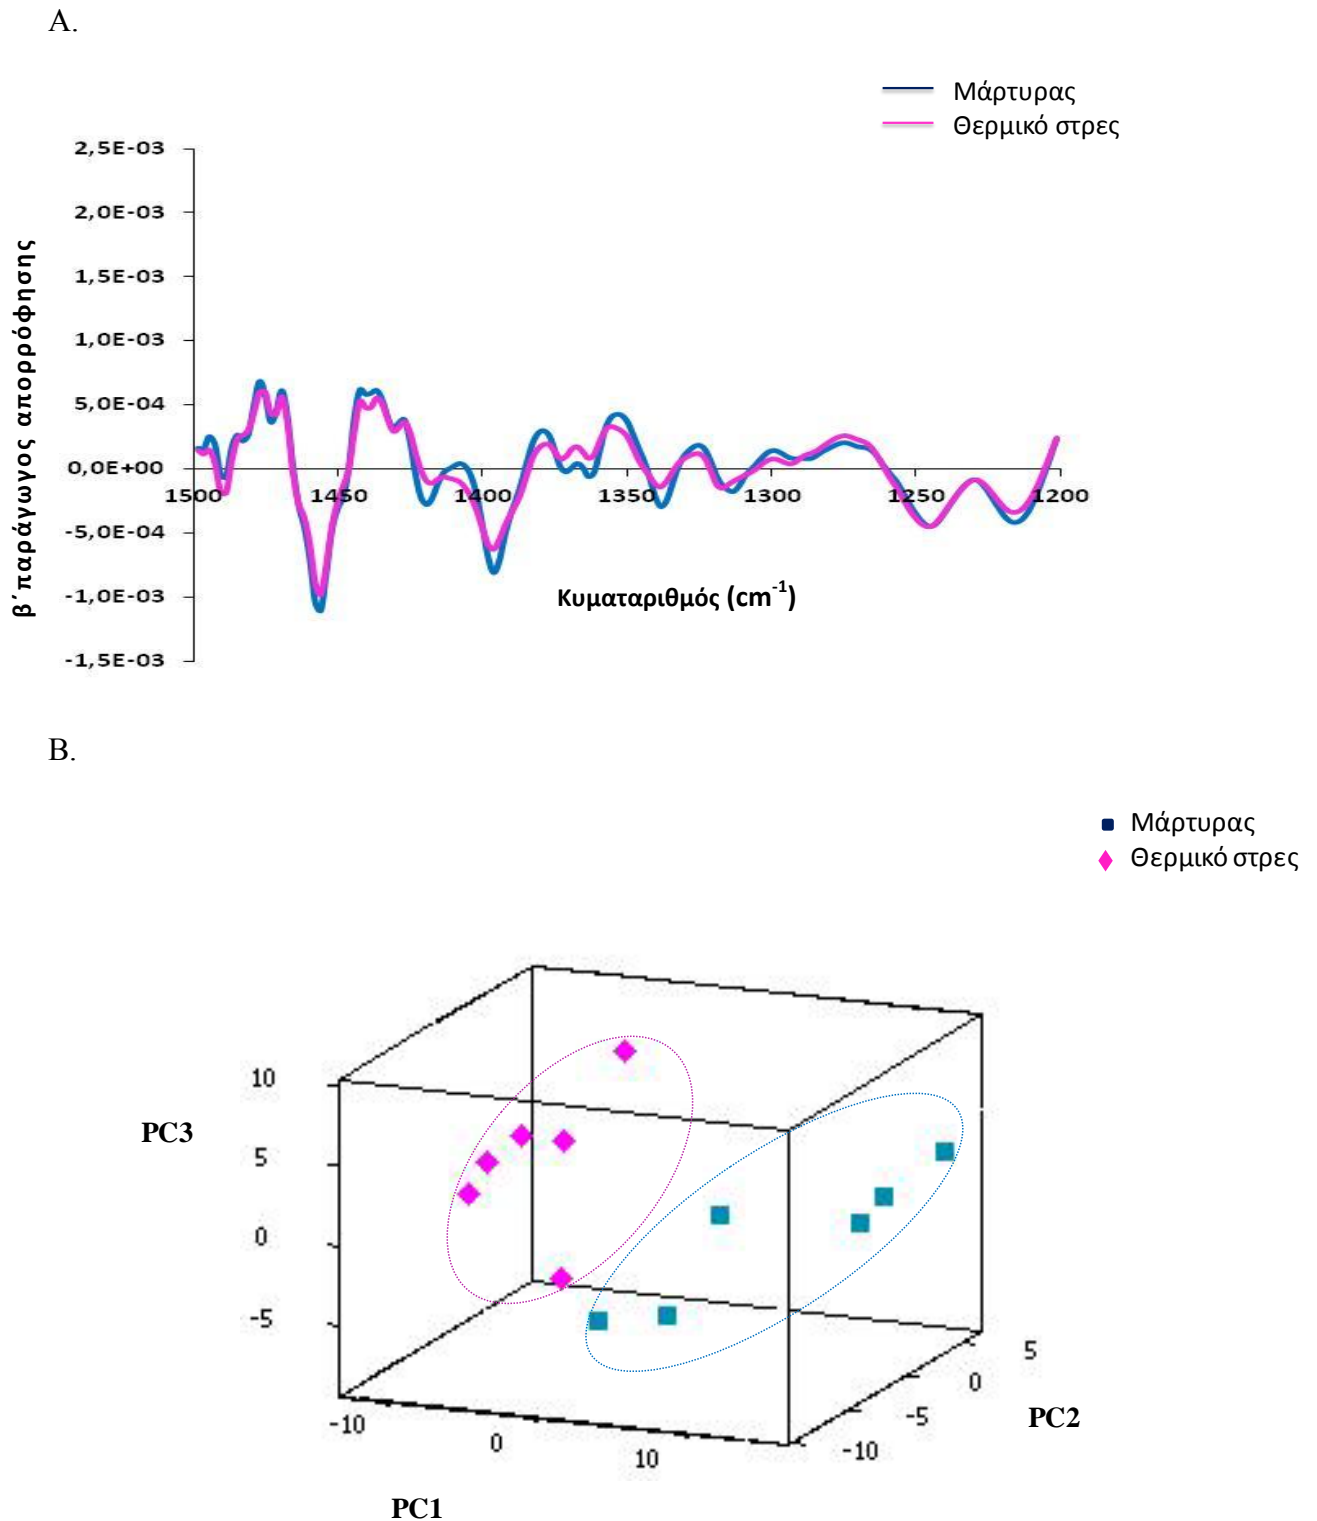 A.
Μάρτυρας
Θερμικό στρες
2,5E-03
2,0E-03
1,5E-03
1,0E-03
5,0E-04
0,0E+00
-5,0E-04
-1,0E-03
-1,5E-03
β΄παράγωγος απορρόφησης
1500 1450 1400 1350 1300 1250 1200
Κυματαριθμός (cm⁻¹)
B.
Μάρτυρας
Θερμικό στρες
PC3
10
5
0
-5
-10
0
10
PC1
-10
-5
0
5
PC2